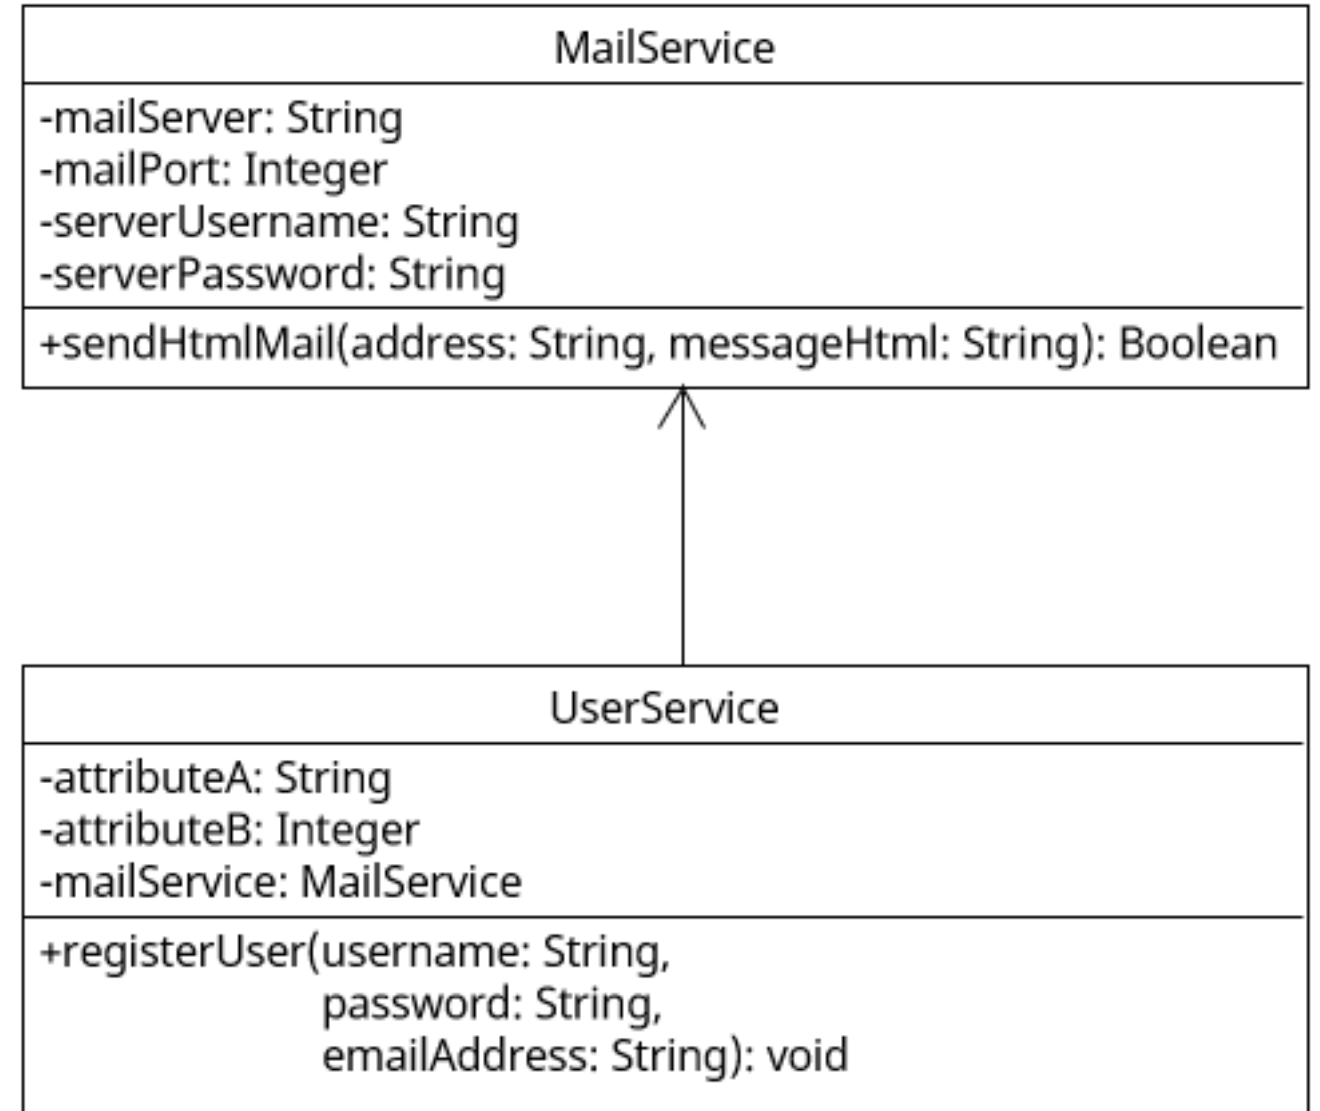 MailService
-mailServer: String
-mailPort: Integer
-serverUsername: String
-serverPassword: String
+sendHtmlMail(address: String, messageHtml: String): Boolean
UserService
-attributeA: String
-attributeB: Integer
-mailService: MailService
+registerUser(username: String,
password: String,
emailAddress: String): void